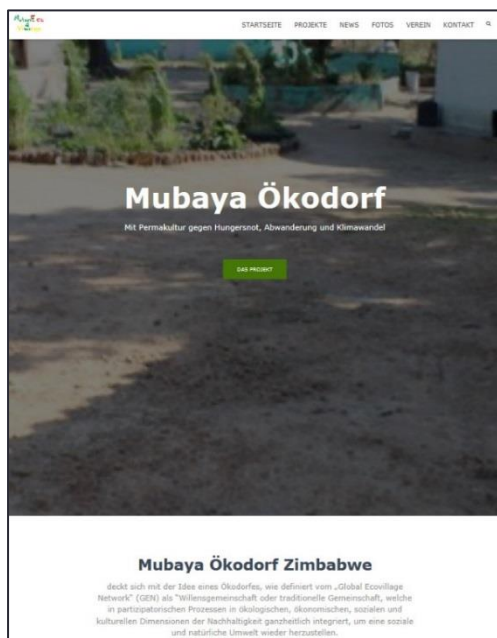 STARTSEITE PROJEKTE NEWS FOTOS VEREIN KONTAKT
Mubaya Ökodorf
Mit Permakultur gegen Hungersnot, Abwanderung und Klimawandel
DAS PROJEKT
Mubaya Ökodorf Zimbabwe
deckt sich mit der Idee eines Ökodorfes, wie definiert vom „Global Ecovillage
Network“ (GEN) als “Willensgemeinschaft oder traditionelle Gemeinschaft, welche
in partizipatorischen Prozessen in ökologischen, ökonomischen, sozialen und
kulturellen Dimensionen der Nachhaltigkeit ganzheitlich integriert, um eine soziale
und natürliche Umwelt wieder herzustellen.